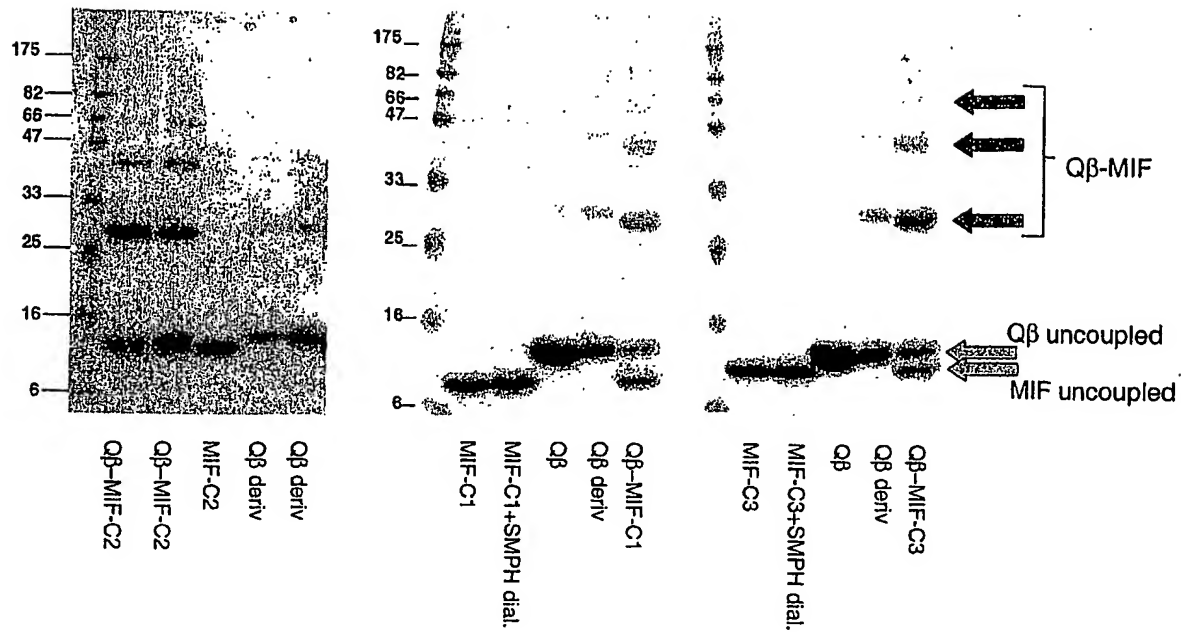 175
82
66
47
33
25
16
6
Qβ–MIF-C2
Qβ–MIF-C2
MIF-C2
Qβ deriv
Qβ deriv
175
82
66
47
33
25
16
6
MIF-C1
MIF-C1+SMPH dial.
Qβ
Qβ deriv
Qβ–MIF-C1
MIF-C3
MIF-C3+SMPH dial.
Qβ
Qβ deriv
Qβ–MIF-C3
Qβ-MIF
Qβ uncoupled
MIF uncoupled